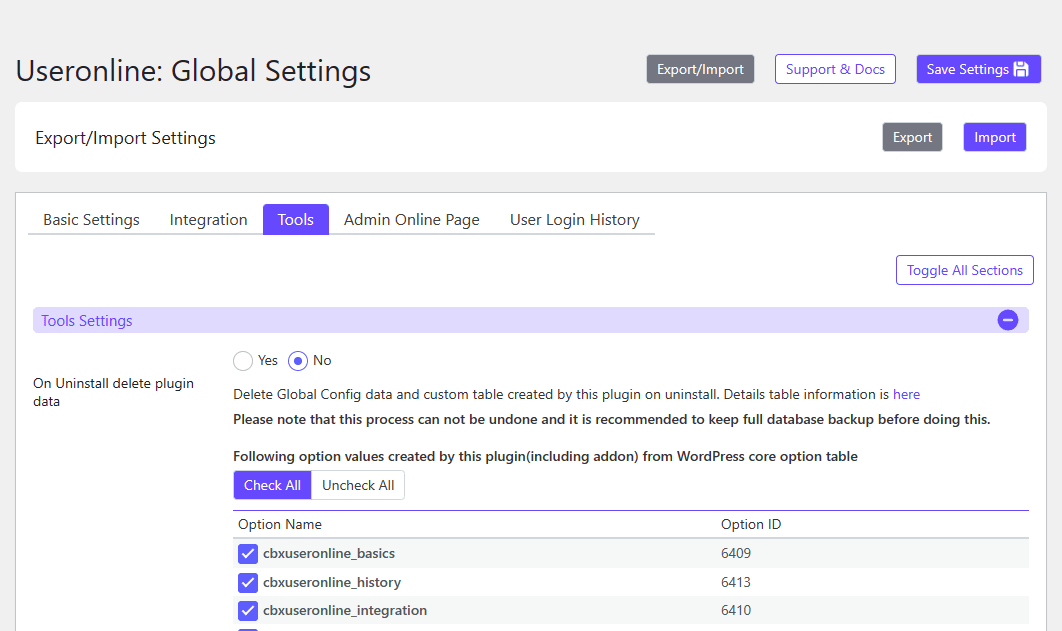 Useronline: Global Settings
Export/Import
Support & Docs
Save Settings
Export/Import Settings
Export
Import
Basic Settings
Integration
Tools
Admin Online Page
User Login History
Toggle All Sections
Tools Settings
On Uninstall delete plugin
data
Yes
No
Delete Global Config data and custom table created by this plugin on uninstall. Details table information is here
Please note that this process can not be undone and it is recommended to keep full database backup before doing this.
Following option values created by this plugin(including addon) from WordPress core option table
Check All
Uncheck All
Option Name
Option ID
cbxuseronline_basics
6409
cbxuseronline_history
6413
cbxuseronline_integration
6410